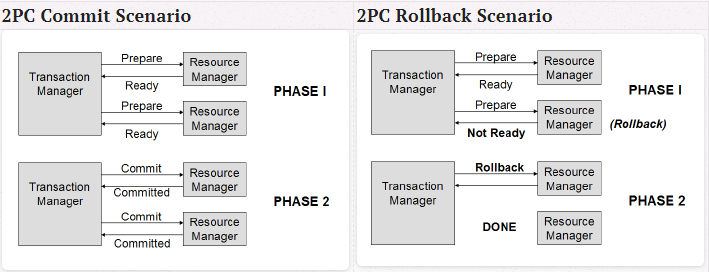 2PC Commit Scenario
Prepare
Transaction
Manager
Ready
Resource
Manager
PHASE I
Prepare
Ready
Resource
Manager
Transaction
Manager
Commit
Committed
Resource
Manager
PHASE 2
Commit
Committed
Resource
Manager
2PC Rollback Scenario
Prepare
Transaction
Manager
Ready
Resource
Manager
PHASE I
Prepare
Not Ready
Resource
Manager
(Rollback)
Transaction
Manager
Rollback
Resource
Manager
PHASE 2
DONE
Resource
Manager